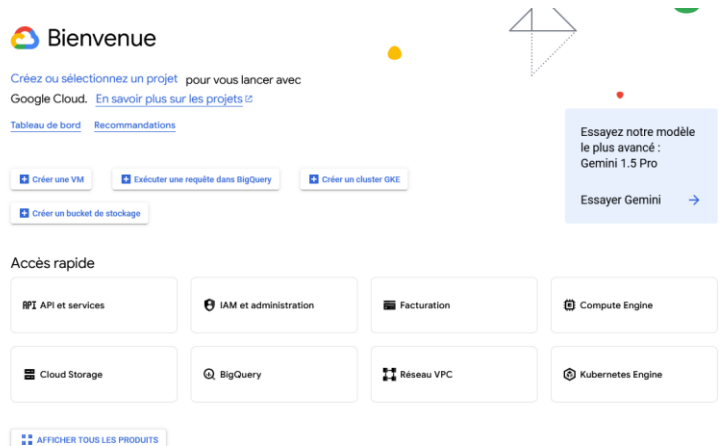 Bienvenue
Créez ou sélectionnez un projet pour vous lancer avec
Google Cloud. En savoir plus sur les projets
Tableau de bord Recommandations
Essayez notre modèle
le plus avancé :
Gemini 1.5 Pro
Essayer Gemini
Créer une VM Exécuter une requête dans BigQuery Créer un cluster GKE
Créer un bucket de stockage
Accès rapide
API API et services IAM et administration Facturation Compute Engine
Cloud Storage BigQuery Réseau VPC Kubernetes Engine
AFFICHER TOUS LES PRODUITS